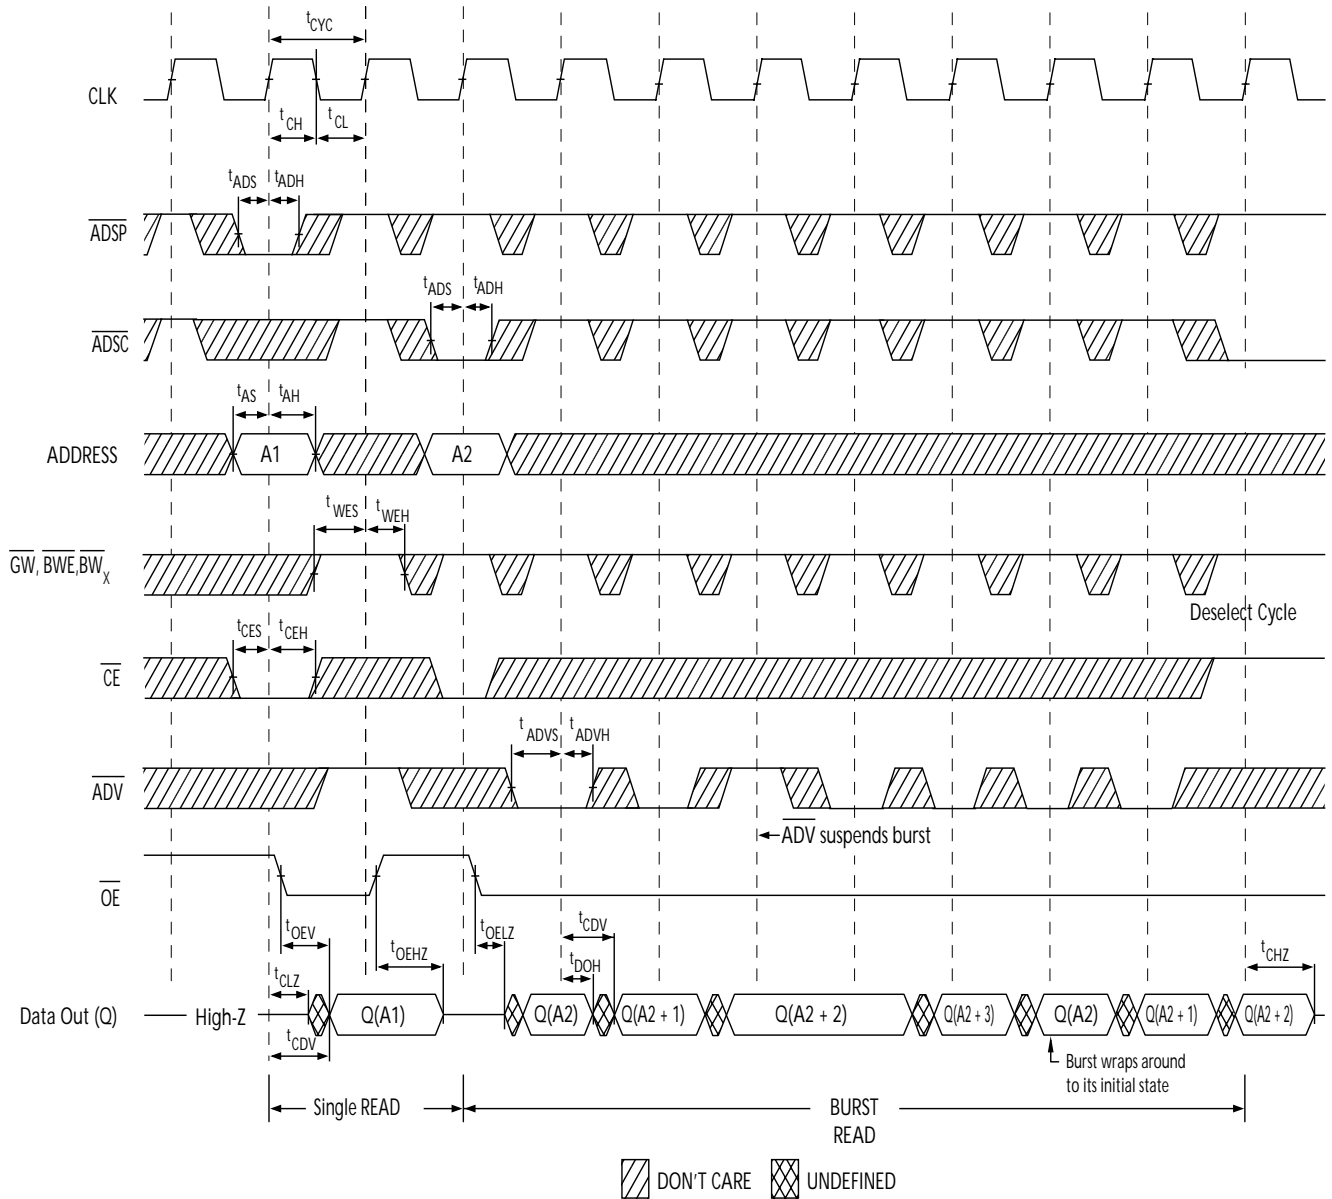 tCYC
CLK
tCH
tCL
tADS
tADH
ADSP
tADS
tADH
ADSC
tAS
tAH
ADDRESS
A1
A2
tWES
tWEH
GW, BWE,BWX
Deselect Cycle
tCES
tCEH
CE
tADVS
tADVH
ADV
ADV suspends burst
OE
tOEV
tOEHZ
tOELZ
tCDV
tDOH
tCHZ
tCLZ
Data Out (Q)
High-Z
Q(A1)
Q(A2)
Q(A2 + 1)
Q(A2 + 2)
Q(A2 + 3)
Q(A2)
Q(A2 + 1)
Q(A2 + 2)
tCDV
Burst wraps around
to its initial state
Single READ
BURST
READ
DON'T CARE
UNDEFINED